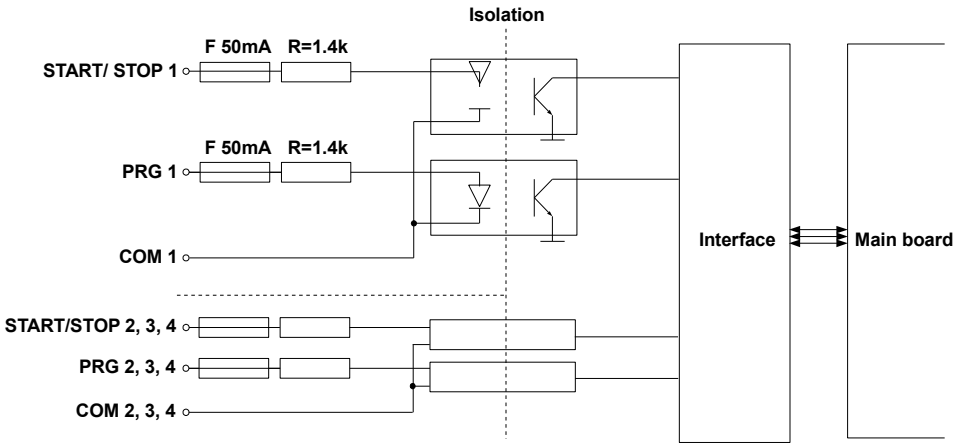 Isolation
F 50mA R=1.4k
START/ STOP 1
F 50mA R=1.4k
PRG 1
Interface
Main board
COM 1
START/STOP 2, 3, 4
PRG 2, 3, 4
COM 2, 3, 4